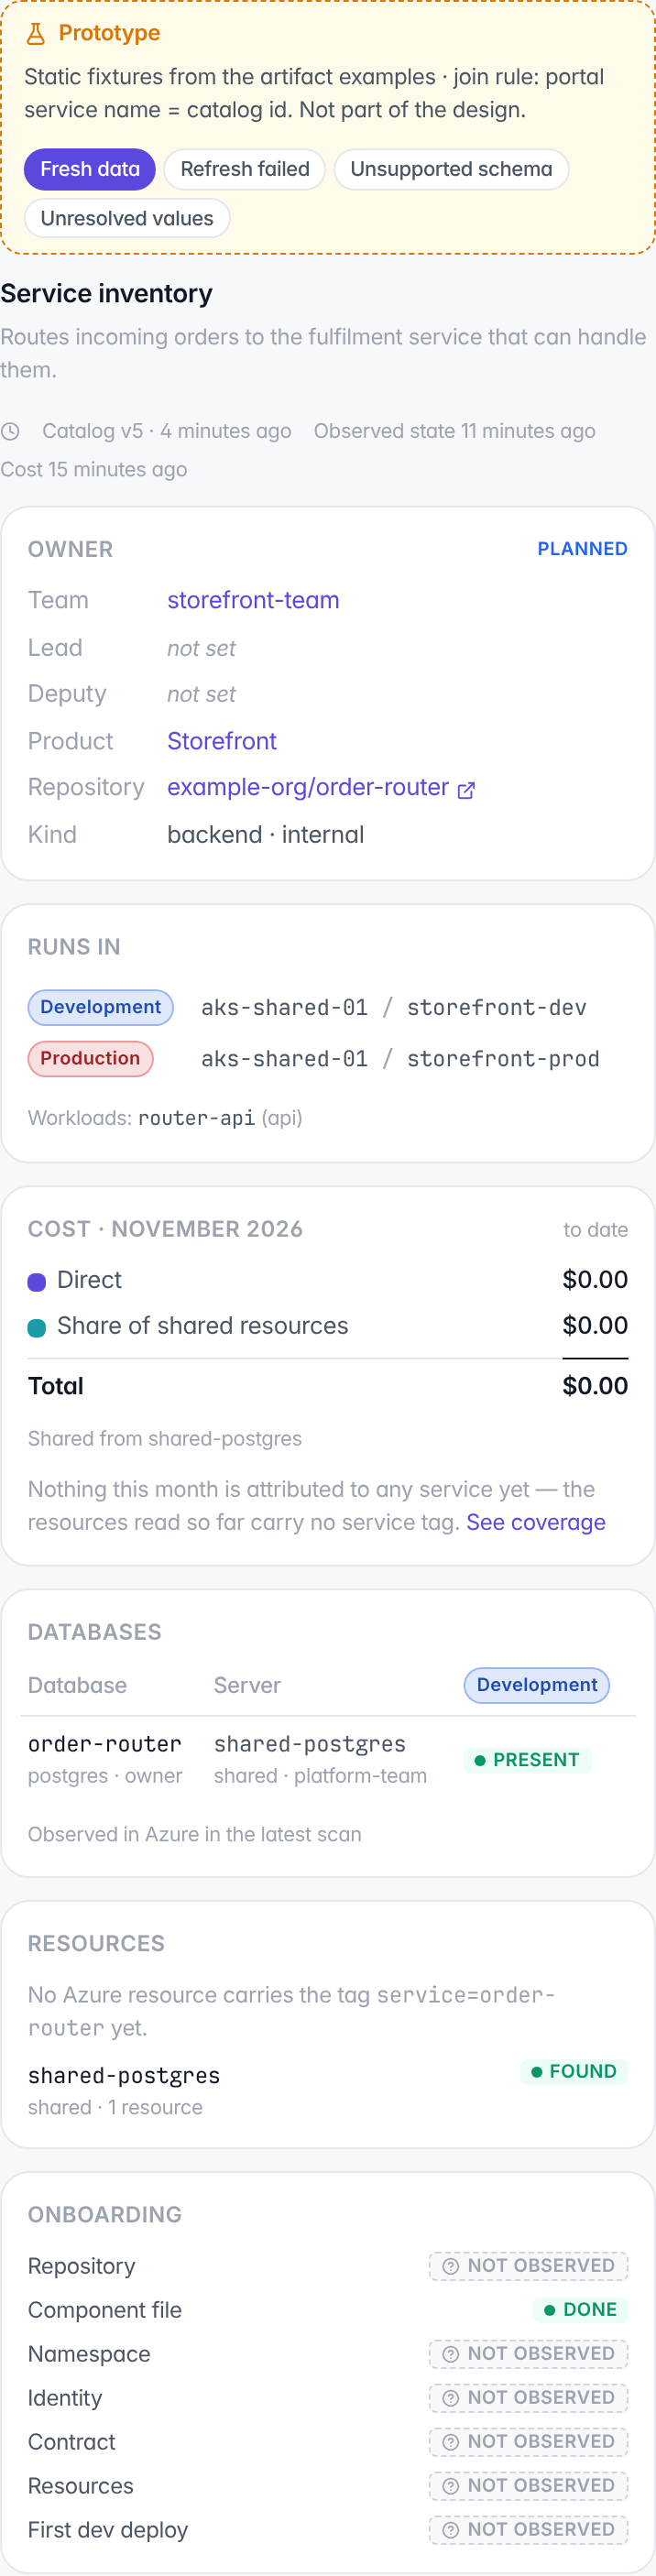 Prototype
Static fixtures from the artifact examples · join rule: portal
service name = catalog id. Not part of the design.
Fresh data Refresh failed Unsupported schema
Unresolved values
Service inventory
Routes incoming orders to the fulfilment service that can handle
them.
Catalog v5 · 4 minutes ago Observed state 11 minutes ago
Cost 15 minutes ago
OWNER PLANNED
Team storefront-team
Lead not set
Deputy not set
Product Storefront
Repository example-org/order-router
Kind backend · internal
RUNS IN
Development aks-shared-01 / storefront-dev
Production aks-shared-01 / storefront-prod
Workloads: router-api (api)
COST · NOVEMBER 2026 to date
Direct $0.00
Share of shared resources $0.00
Total $0.00
Shared from shared-postgres
Nothing this month is attributed to any service yet — the
resources read so far carry no service tag. See coverage
DATABASES
Database Server Development
order-router shared-postgres PRESENT
postgres · owner shared · platform-team
Observed in Azure in the latest scan
RESOURCES
No Azure resource carries the tag service=order-
router yet.
shared-postgres FOUND
shared · 1 resource
ONBOARDING
Repository NOT OBSERVED
Component file DONE
Namespace NOT OBSERVED
Identity NOT OBSERVED
Contract NOT OBSERVED
Resources NOT OBSERVED
First dev deploy NOT OBSERVED